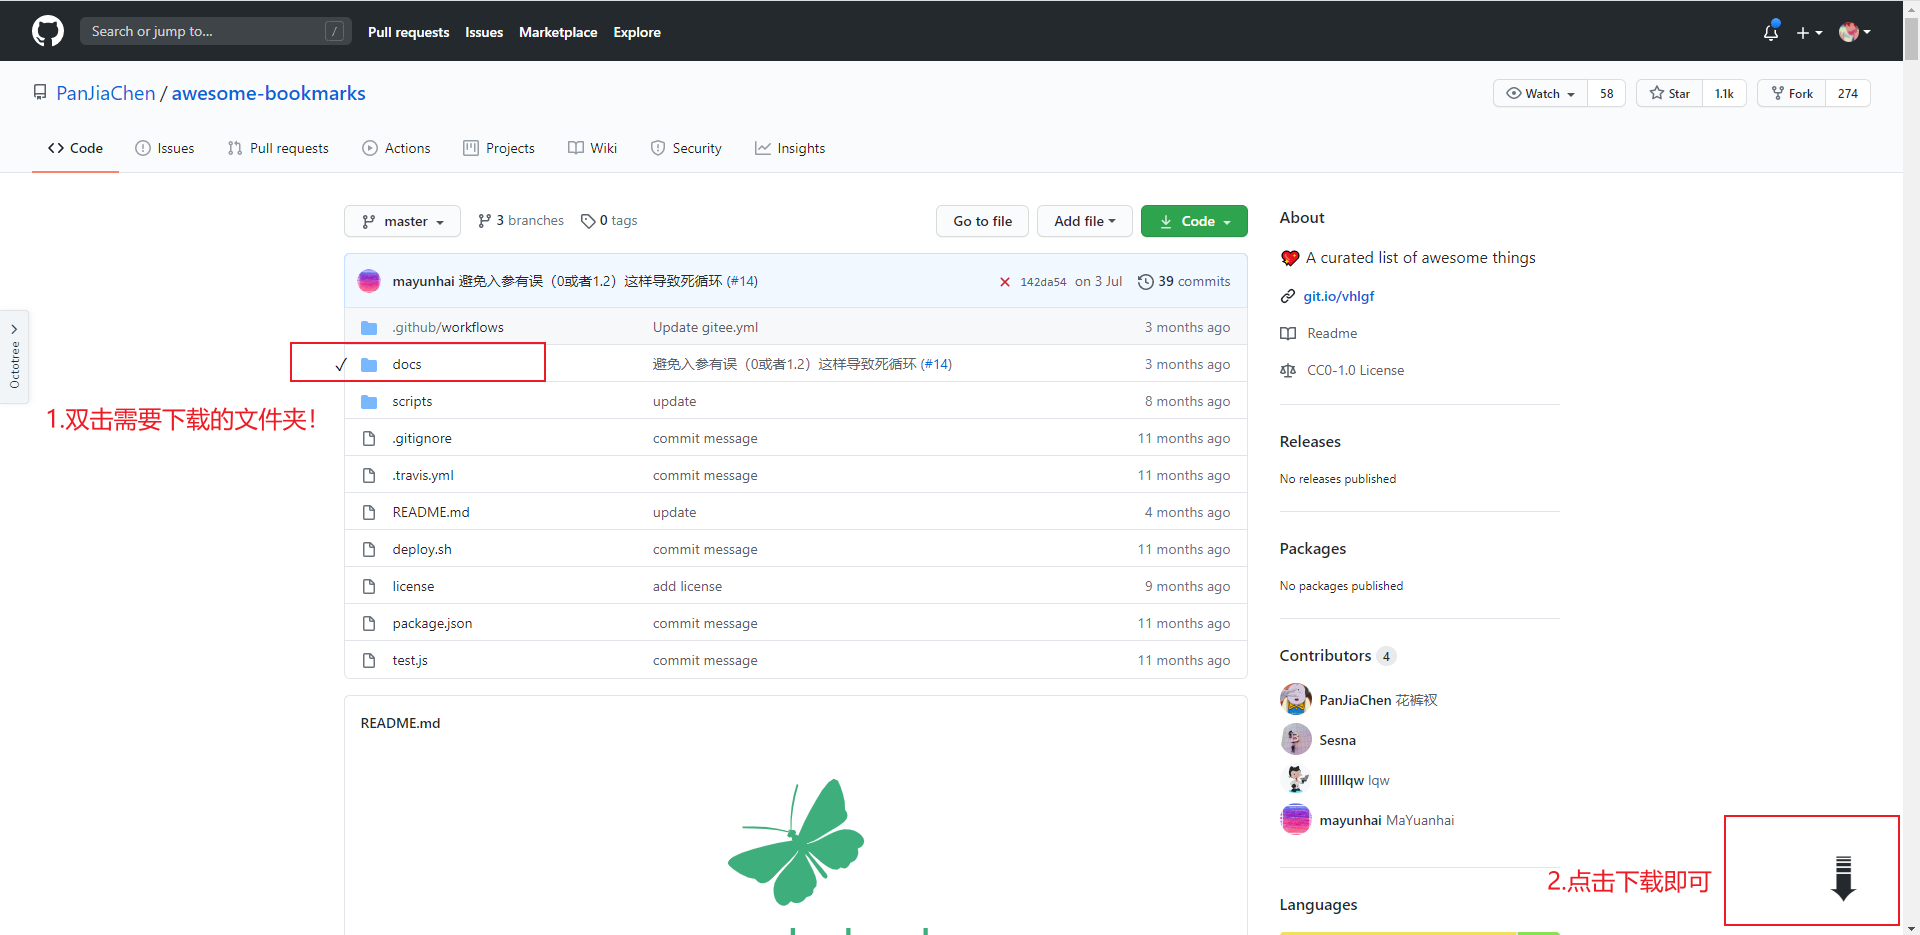 Search or jump to... /
Pull requests Issues Marketplace Explore
PanJiaChen / awesome-bookmarks
Watch 58 Star 1.1k Fork 274
Code Issues Pull requests Actions Projects Wiki Security Insights
master 3 branches 0 tags Go to file Add file Code
mayunhai 避免入参有误（0或者1.2）这样导致死循环 (#14) 142da54 on 3 Jul 39 commits
.github/workflows Update gitee.yml 3 months ago
docs 避免入参有误（0或者1.2）这样导致死循环 (#14) 3 months ago
scripts update 8 months ago
.gitignore commit message 11 months ago
.travis.yml commit message 11 months ago
README.md update 4 months ago
deploy.sh commit message 11 months ago
license add license 9 months ago
package.json commit message 11 months ago
test.js commit message 11 months ago
README.md
Octotree
1.双击需要下载的文件夹！
About
A curated list of awesome things
git.io/vhlgf
Readme
CC0-1.0 License
Releases
No releases published
Packages
No packages published
Contributors 4
PanJiaChen 花裤衩
Sesna
lllllllqw lqw
mayunhai MaYuanhai
2.点击下载即可
Languages